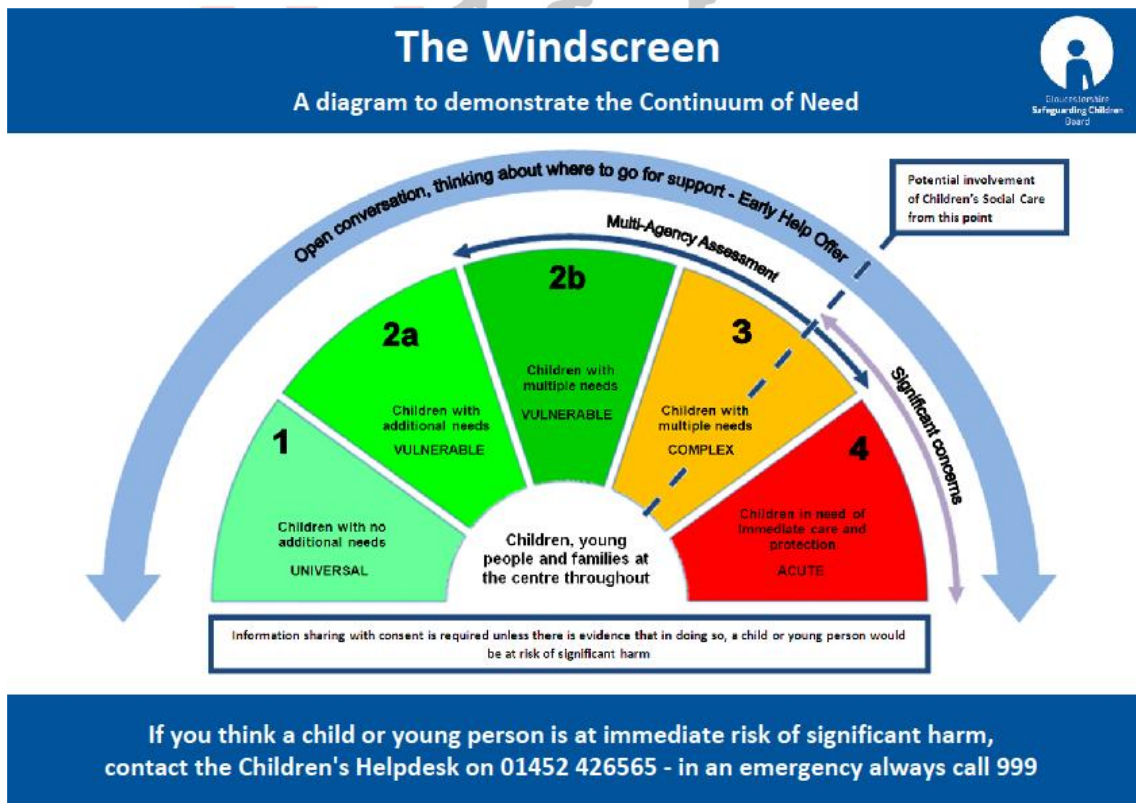 The Windscreen
A diagram to demonstrate the Continuum of Need
Gloucestershire
Safeguarding Children
Board
Open conversation, thinking about where to go for support - Early Help Offer
Potential involvement
of Children's Social Care
from this point
Multi-Agency Assessment
Significant concerns
1
Children with no
additional needs
UNIVERSAL
2a
Children with
additional needs
VULNERABLE
2b
Children with
multiple needs
VULNERABLE
3
Children with
multiple needs
COMPLEX
4
Children in need of
immediate care and
protection
ACUTE
Children, young
people and families at
the centre throughout
Information sharing with consent is required unless there is evidence that in doing so, a child or young person would
be at risk of significant harm
If you think a child or young person is at immediate risk of significant harm,
contact the Children's Helpdesk on 01452 426565 - in an emergency always call 999